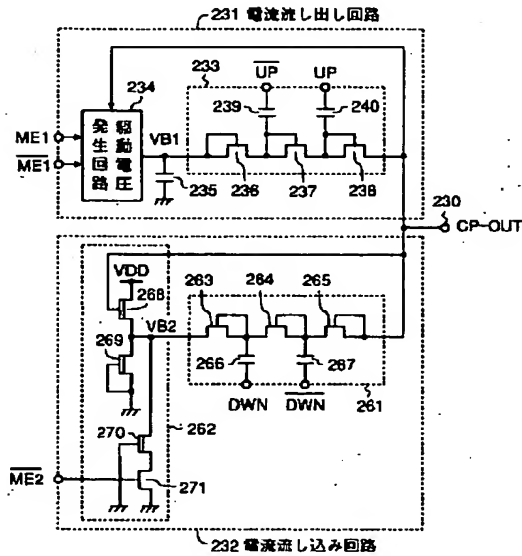 231 電流流し出し回路
233
UP
UP
234
239
240
ME1
ME1
駆動電圧
発生回路
VB1
235
236
237
238
230
CP-OUT
VDD
268
263
264
265
VB2
269
266
267
261
DWN
DWN
270
262
ME2
271
232 電流流し込み回路